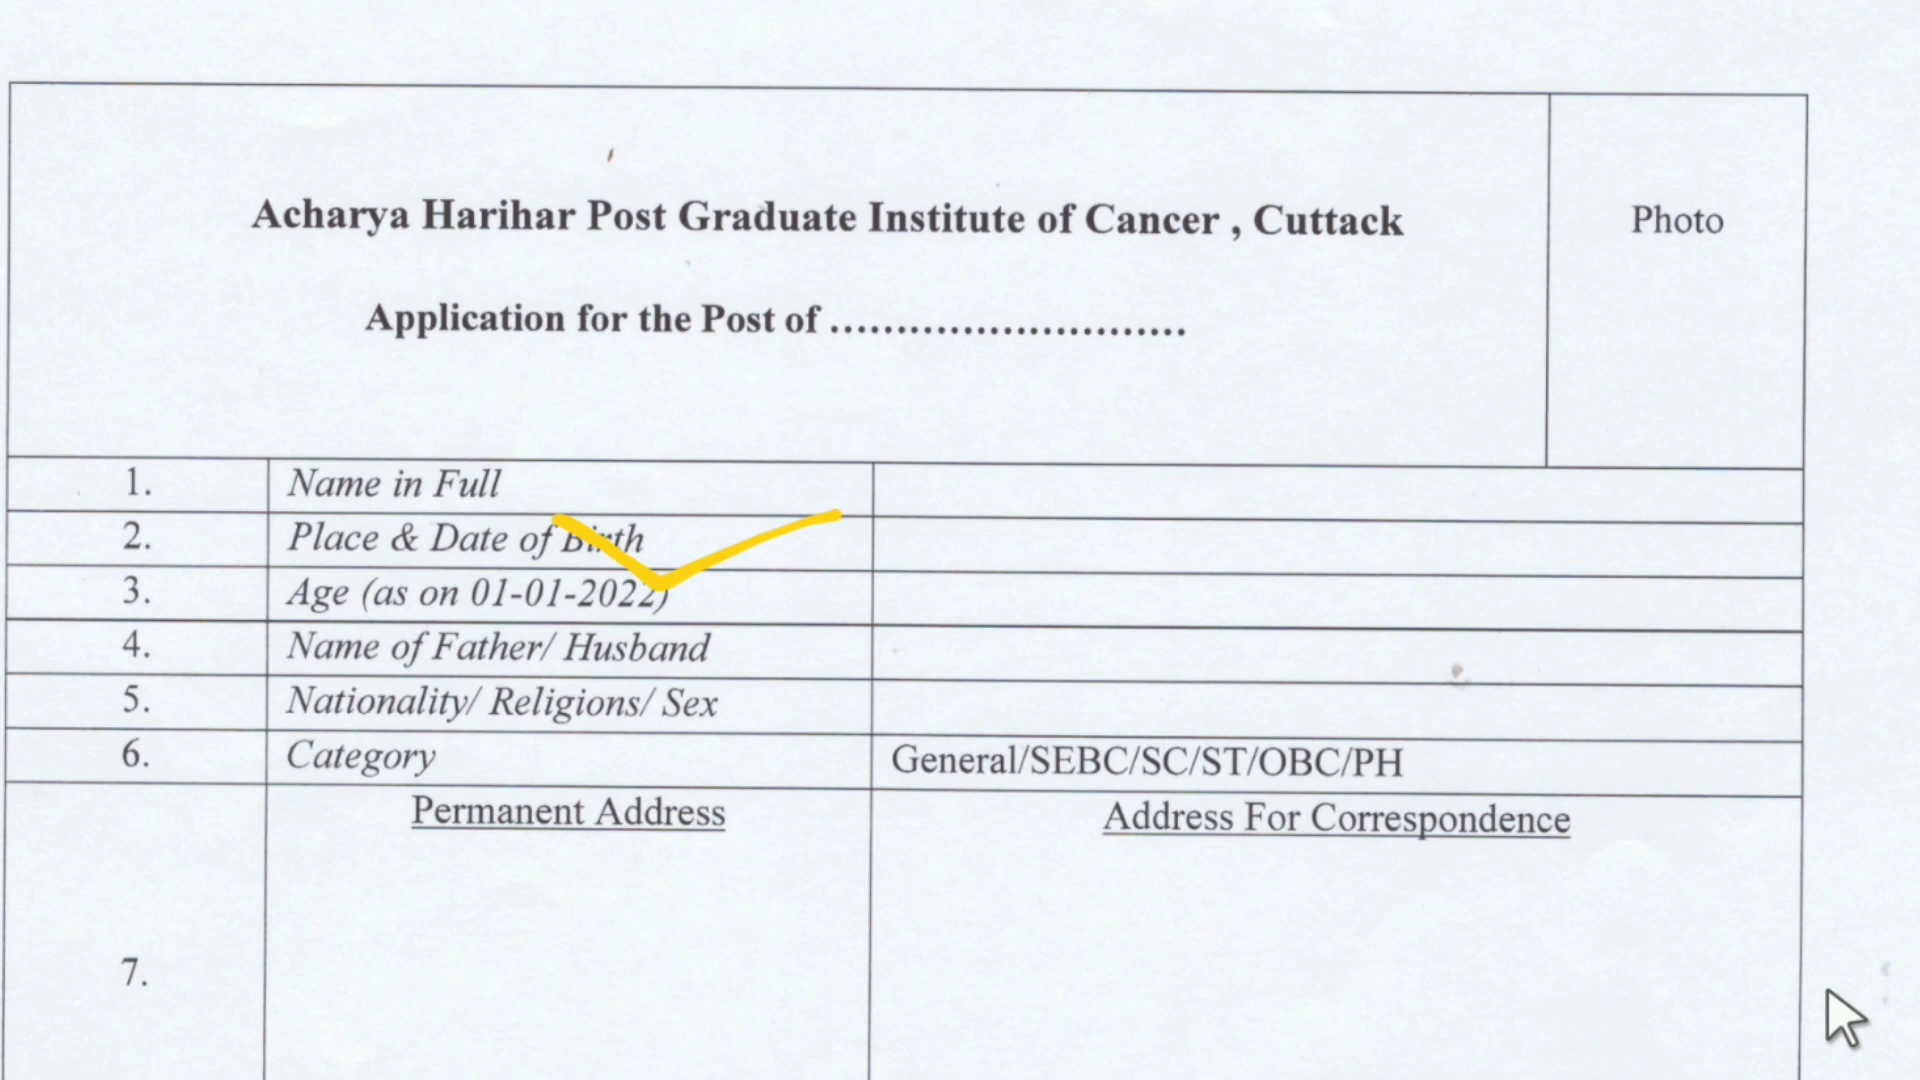 Acharya Harihar Post Graduate Institute of Cancer , Cuttack
Photo
Application for the Post of ...........................
1. Name in Full
2. Place & Date of Birth
3. Age (as on 01-01-2022)
4. Name of Father/ Husband
5. Nationality/ Religions/ Sex
6. Category General/SEBC/SC/ST/OBC/PH
Permanent Address Address For Correspondence
7.